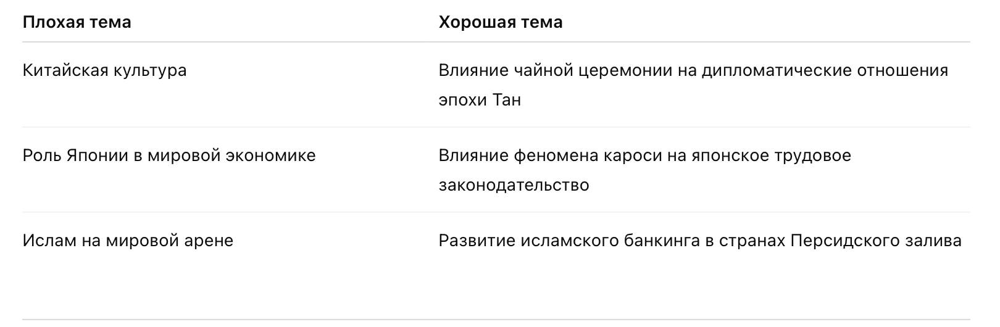 Плохая тема
Хорошая тема
Китайская культура
Влияние чайной церемонии на дипломатические отношения
эпохи Тан
Роль Японии в мировой экономике
Влияние феномена кароси на японское трудовое
законодательство
Ислам на мировой арене
Развитие исламского банкинга в странах Персидского залива